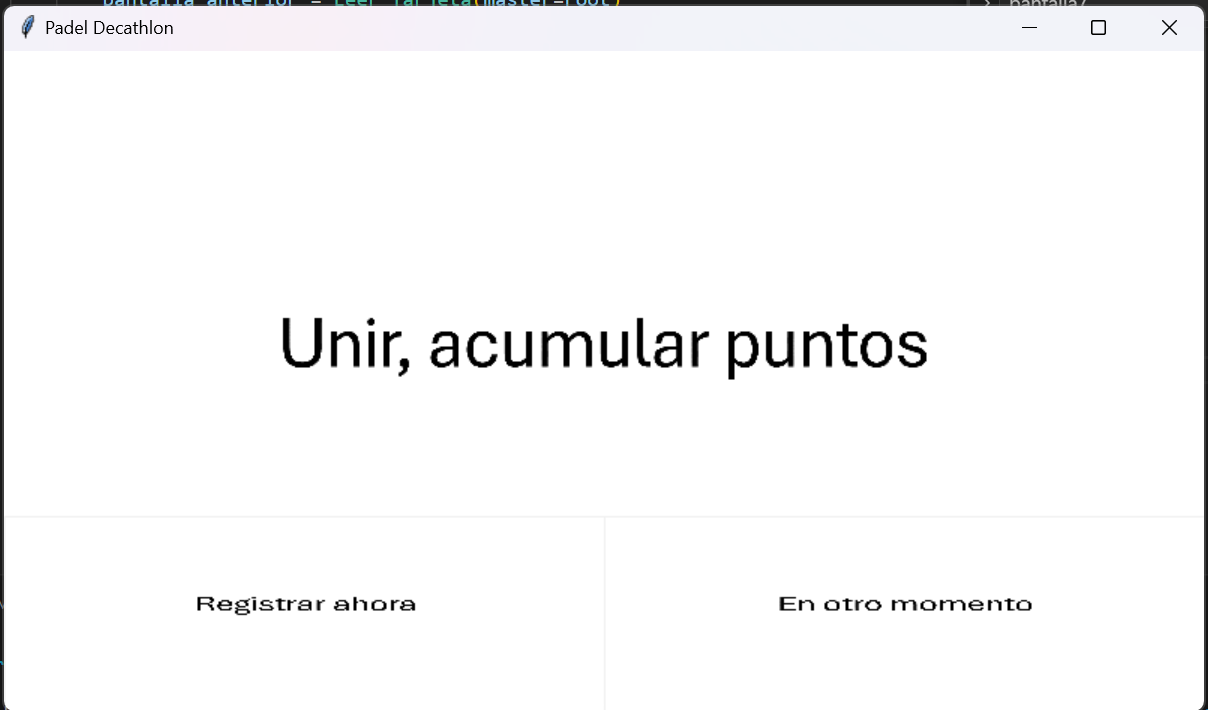 Padel Decathlon
Unir, acumular puntos
Registrar ahora
En otro momento